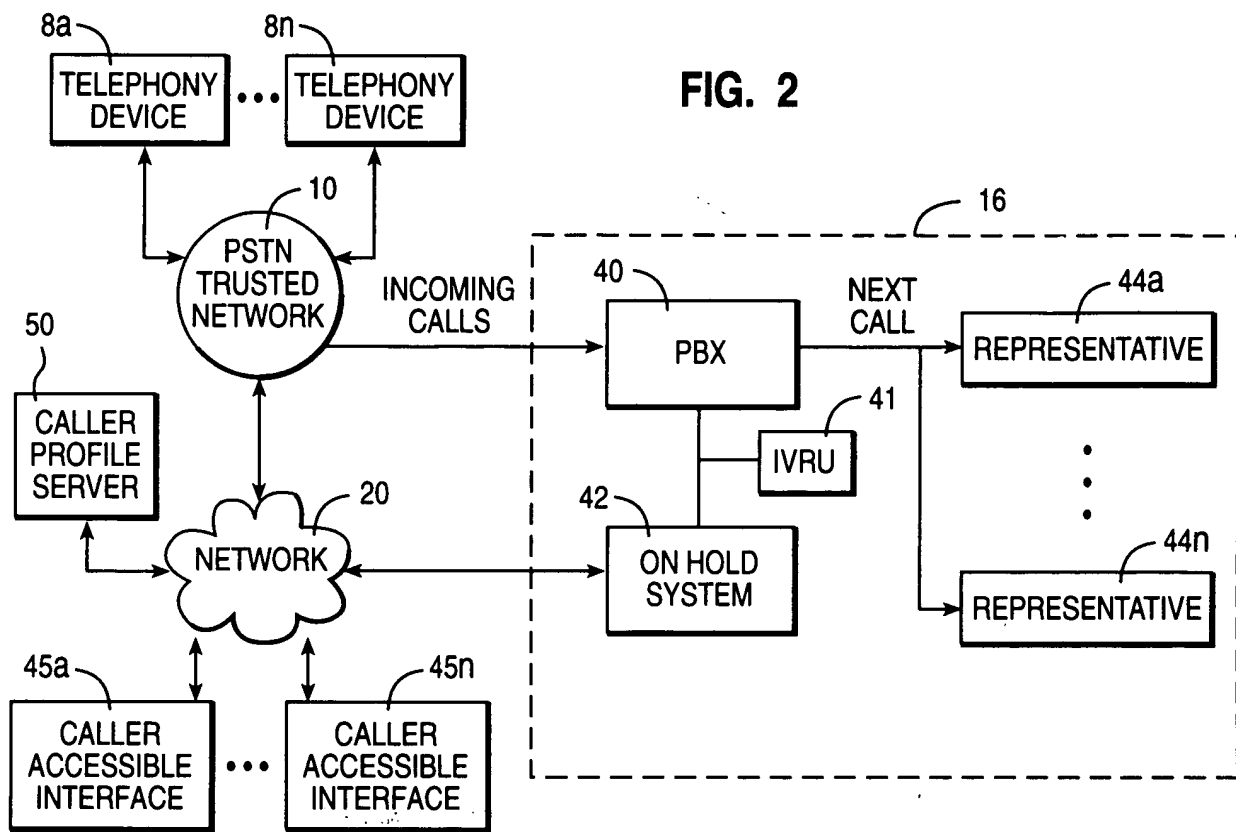 8a
8n
TELEPHONY
DEVICE
TELEPHONY
DEVICE
FIG. 2
10
PSTN
TRUSTED
NETWORK
INCOMING
CALLS
16
40
PBX
NEXT
CALL
44a
REPRESENTATIVE
50
CALLER
PROFILE
SERVER
41
IVRU
20
NETWORK
42
ON HOLD
SYSTEM
44n
REPRESENTATIVE
45a
CALLER
ACCESSIBLE
INTERFACE
45n
CALLER
ACCESSIBLE
INTERFACE